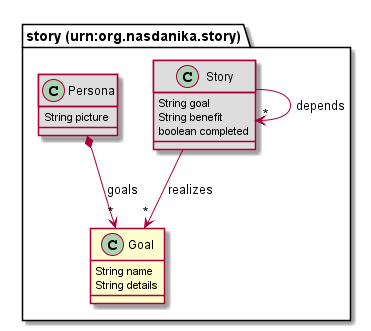 story (urn:org.nasdanika.story)
C Persona
String picture
C Story
String goal
String benefit
boolean completed
depends
*
goals
*
realizes
*
C Goal
String name
String details